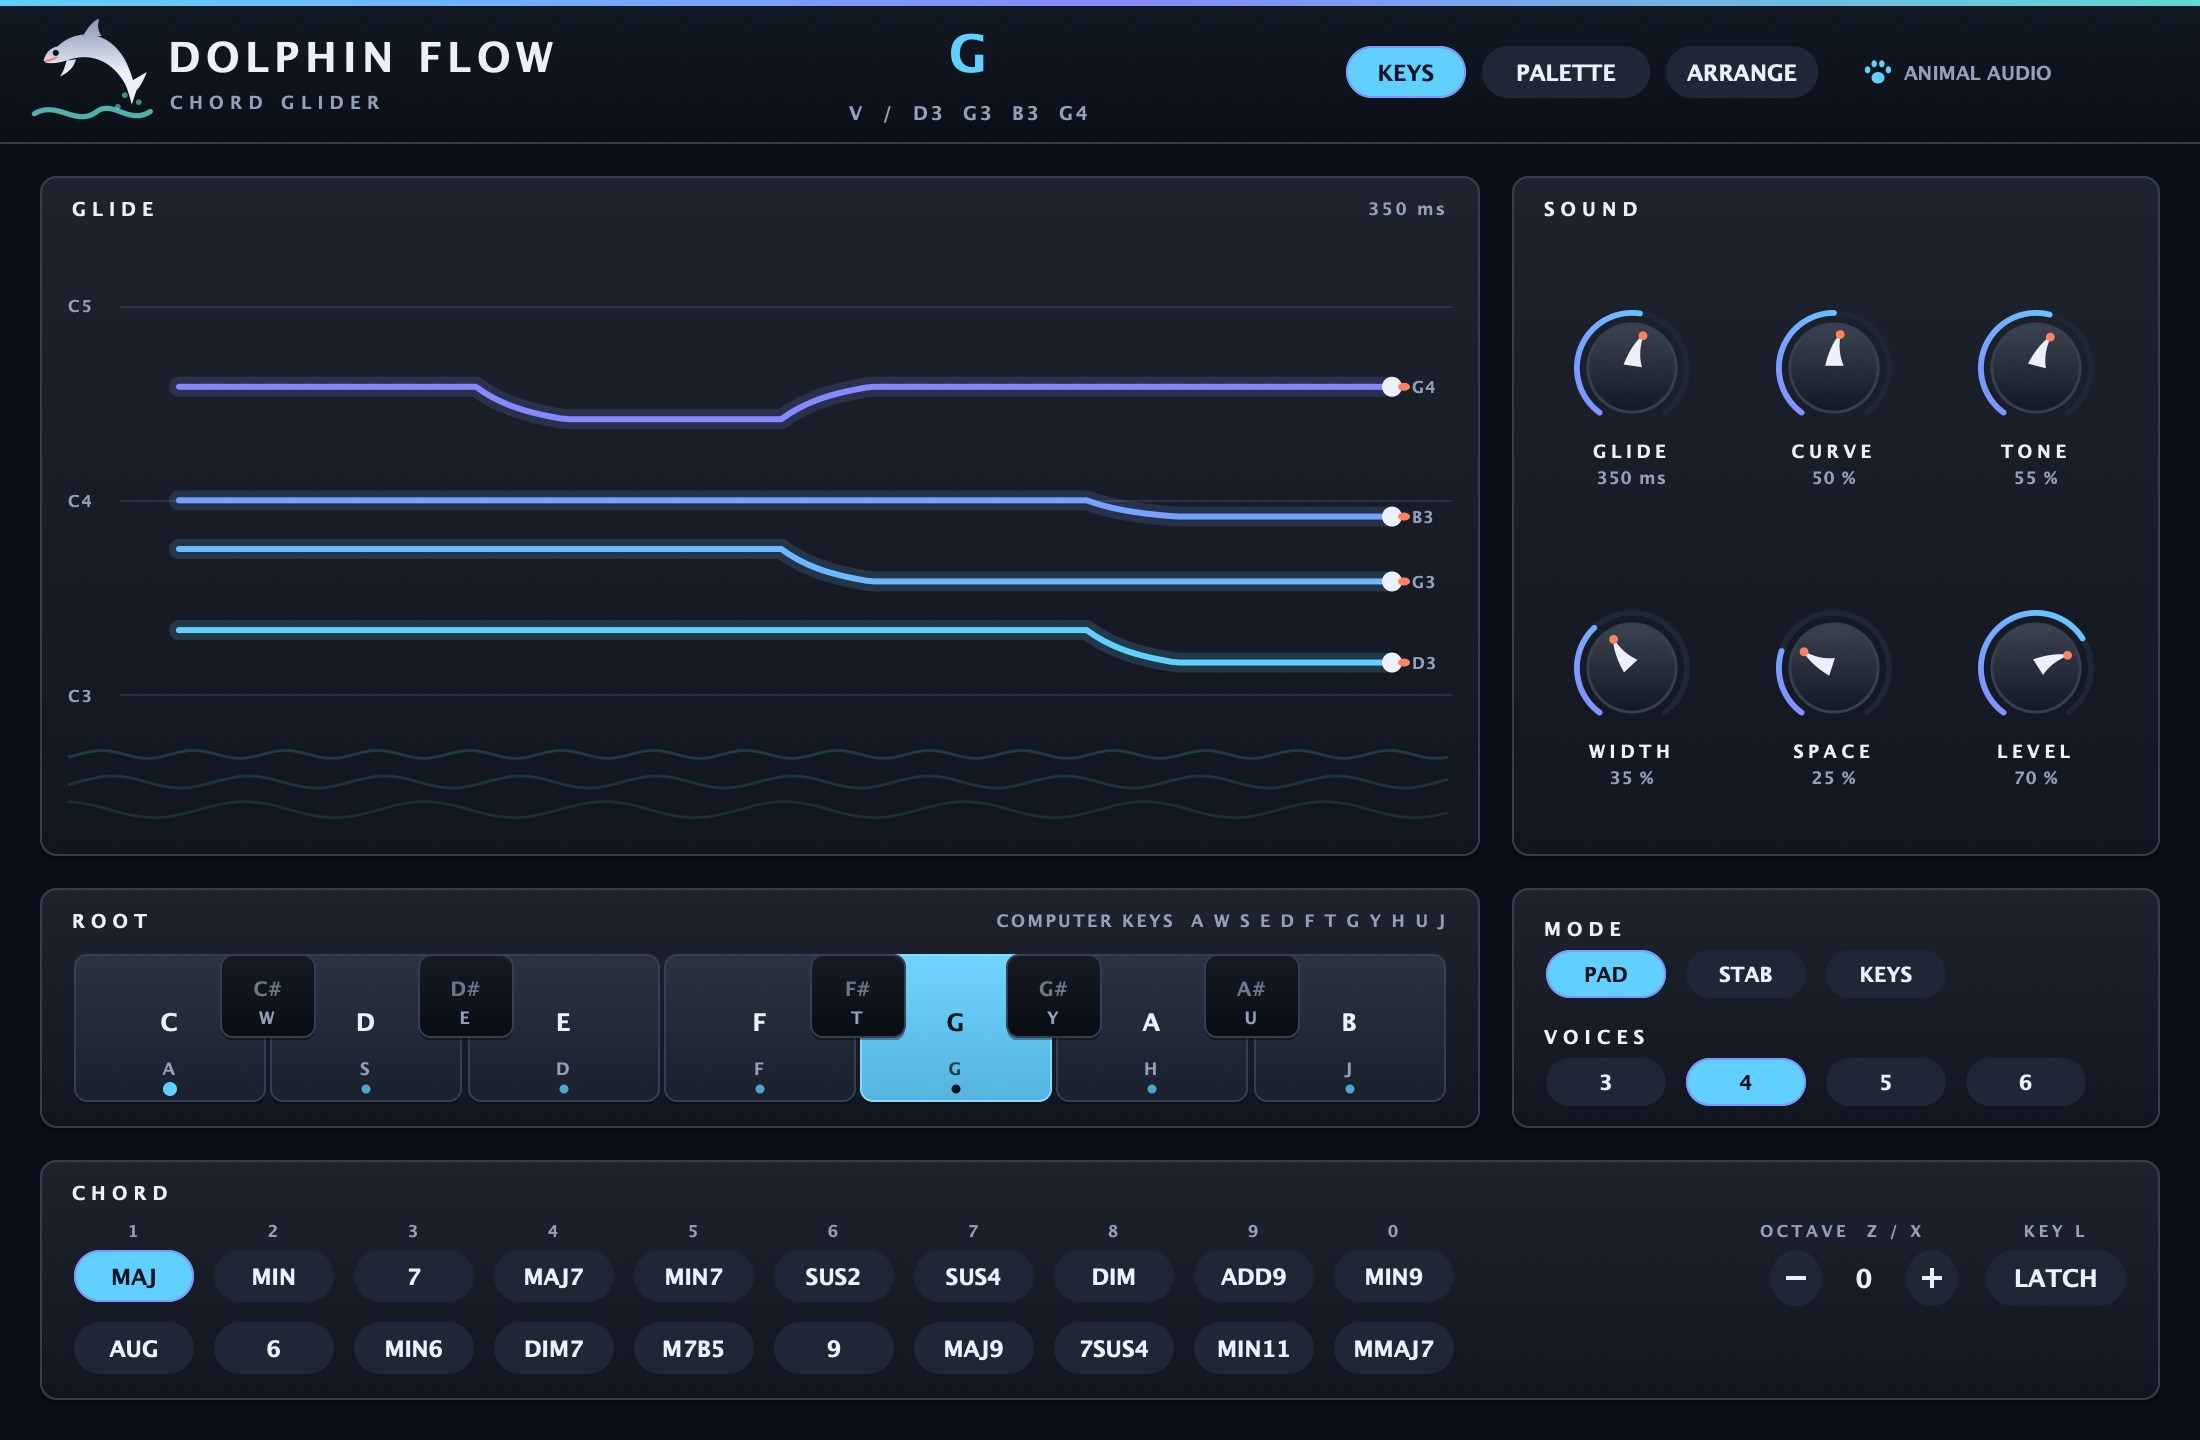 DOLPHIN FLOW
CHORD GLIDER
G
V / D3 G3 B3 G4
KEYS PALETTE ARRANGE ANIMAL AUDIO
GLIDE 350 ms
C5
G4
C4
B3
G3
D3
C3
SOUND
GLIDE CURVE TONE
350 ms 50 % 55 %
WIDTH SPACE LEVEL
35 % 25 % 70 %
ROOT COMPUTER KEYS A W S E D F T G Y H U J
C# D# F# G# A#
W E T Y U
C D E F G A B
A S D F G H J
MODE
PAD STAB KEYS
VOICES
3 4 5 6
CHORD
1 2 3 4 5 6 7 8 9 0
MAJ MIN 7 MAJ7 MIN7 SUS2 SUS4 DIM ADD9 MIN9
AUG 6 MIN6 DIM7 M7B5 9 MAJ9 7SUS4 MIN11 MMAJ7
OCTAVE Z / X KEY L
− 0 + LATCH